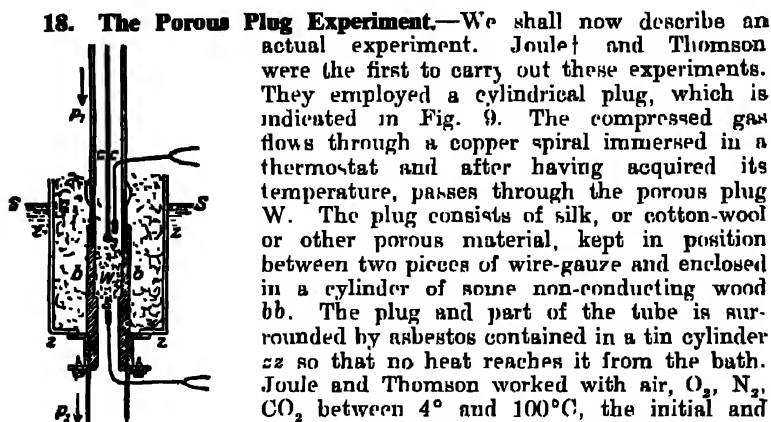 18. The Porous Plug Experiment.—We shall now describe an
actual experiment. Joule† and Thomson
were the first to carry out these experiments.
They employed a cylindrical plug, which is
indicated in Fig. 9. The compressed gas
flows through a copper spiral immersed in a
thermostat and after having acquired its
temperature, passes through the porous plug
W. The plug consists of silk, or cotton-wool
or other porous material, kept in position
between two pieces of wire-gauze and enclosed
in a cylinder of some non-conducting wood
bb. The plug and part of the tube is sur-
rounded by asbestos contained in a tin cylinder
zz so that no heat reaches it from the bath.
Joule and Thomson worked with air, O₂, N₂,
CO₂ between 4° and 100°C, the initial and
p₁
S S
z z
b W b
z z
p₂